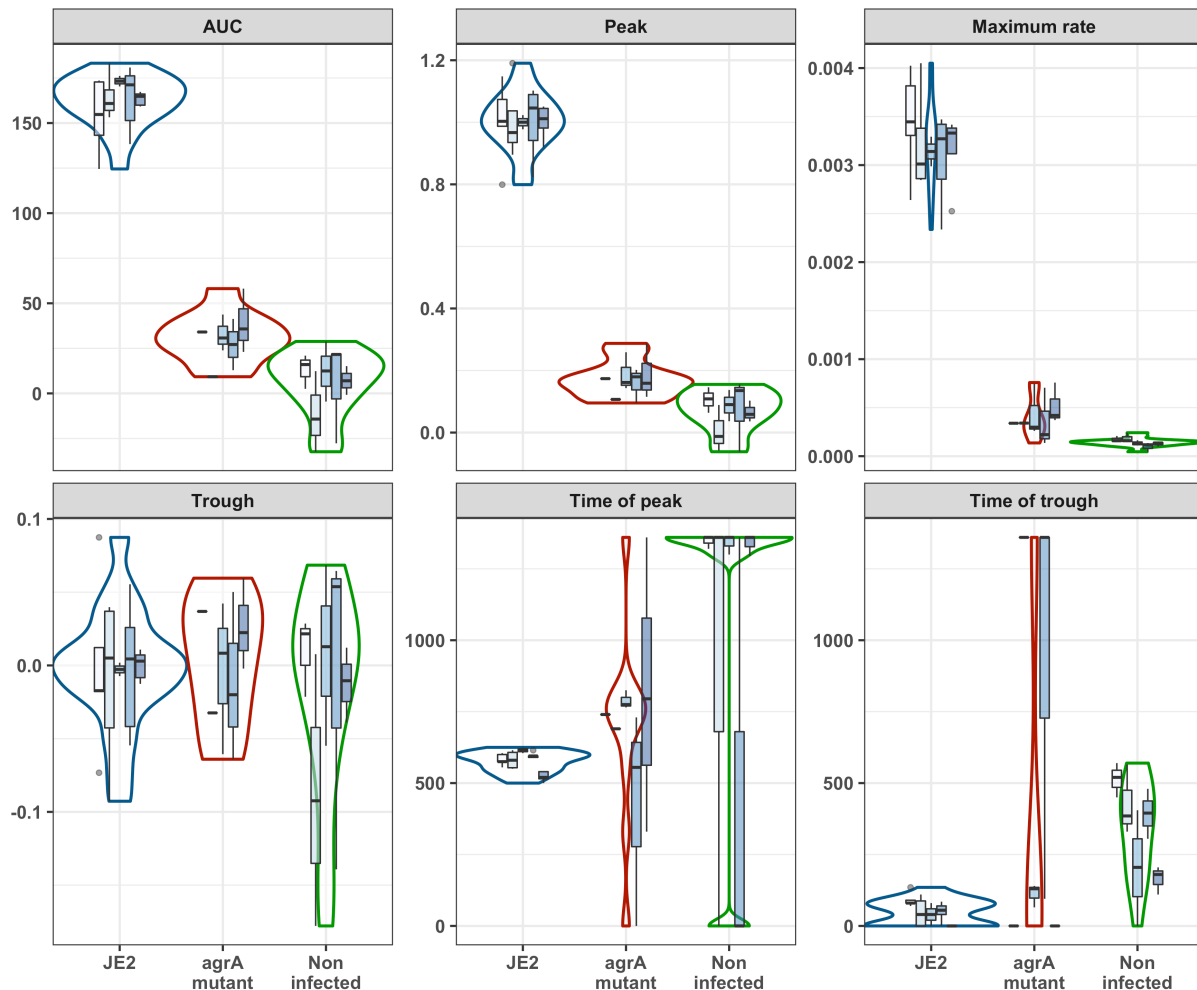 AUC
Peak
Maximum rate
150
100
50
0
1.2
0.8
0.4
0.0
0.004
0.003
0.002
0.001
0.000
Trough
Time of peak
Time of trough
0.1
0.0
-0.1
1000
500
0
1000
500
0
JE2
agrA
mutant
Non
infected
JE2
agrA
mutant
Non
infected
JE2
agrA
mutant
Non
infected